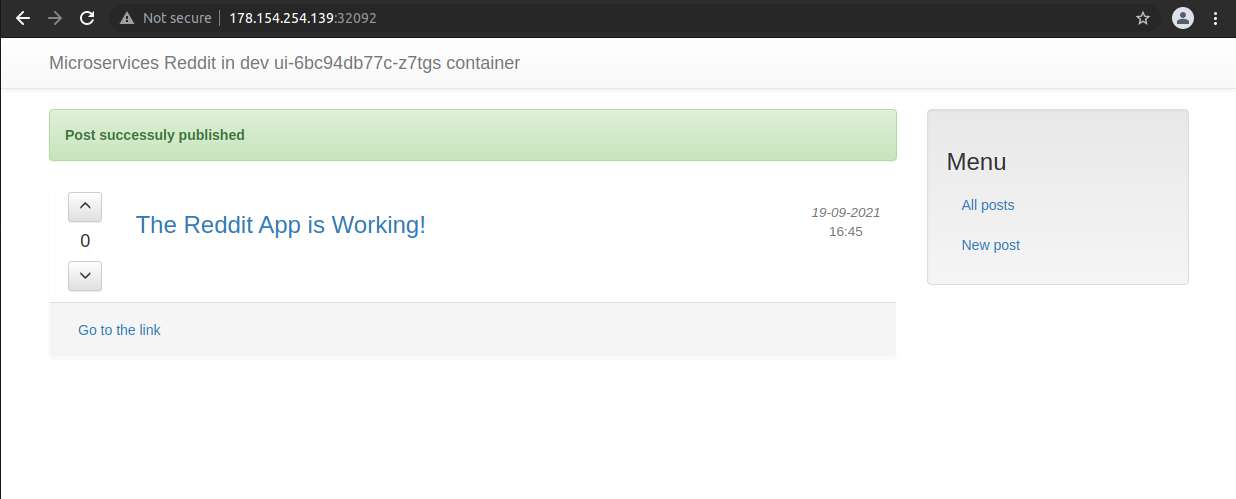 Not secure 178.154.254.139:32092
Microservices Reddit in dev ui-6bc94db77c-z7tgs container
Post successuly published
Menu
All posts
New post
The Reddit App is Working!
0
19-09-2021
16:45
Go to the link